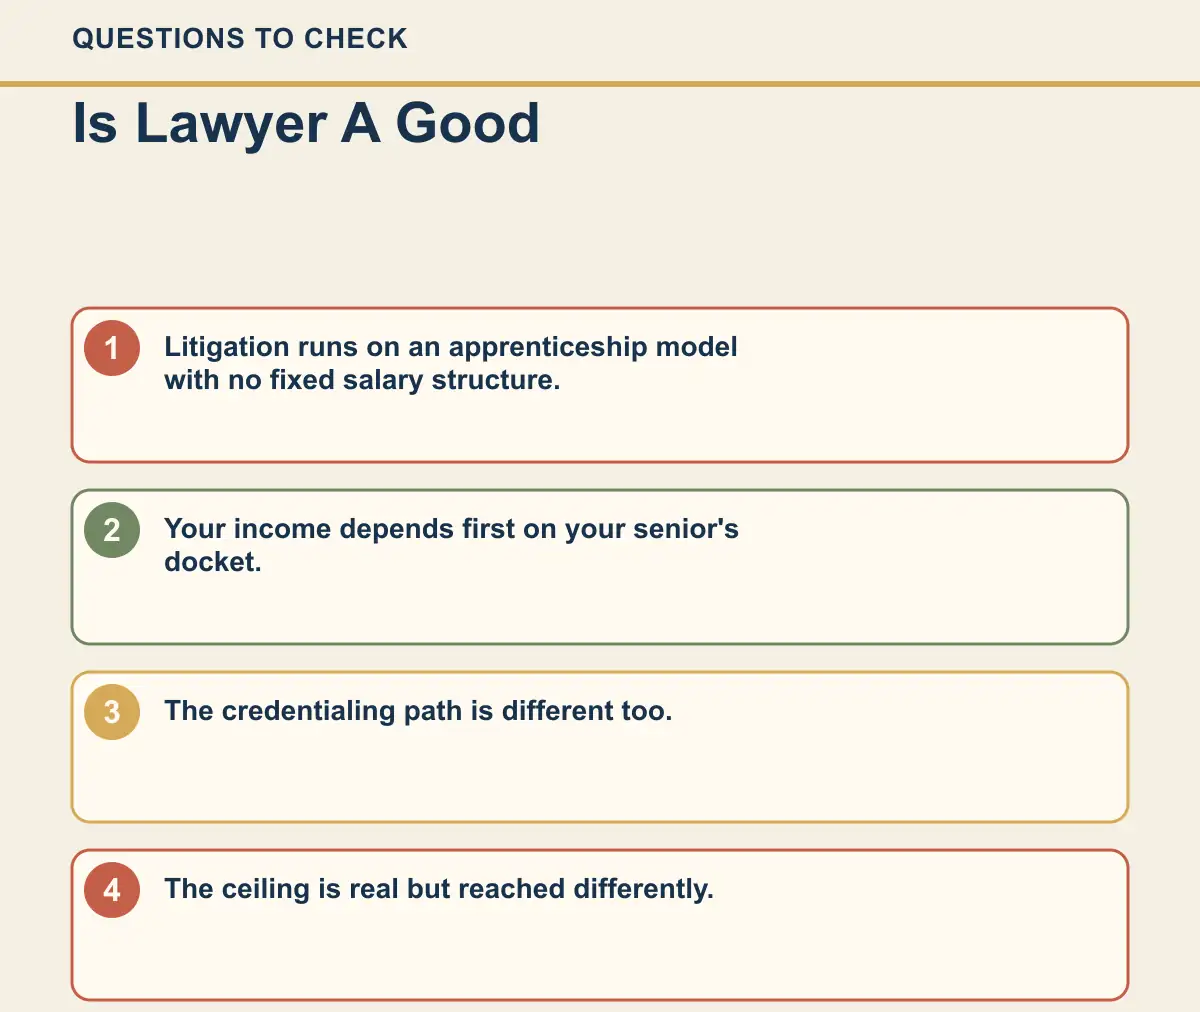 QUESTIONS TO CHECK
Is Lawyer A Good
1
Litigation runs on an apprenticeship model
with no fixed salary structure.
2
Your income depends first on your senior's
docket.
3
The credentialing path is different too.
4
The ceiling is real but reached differently.